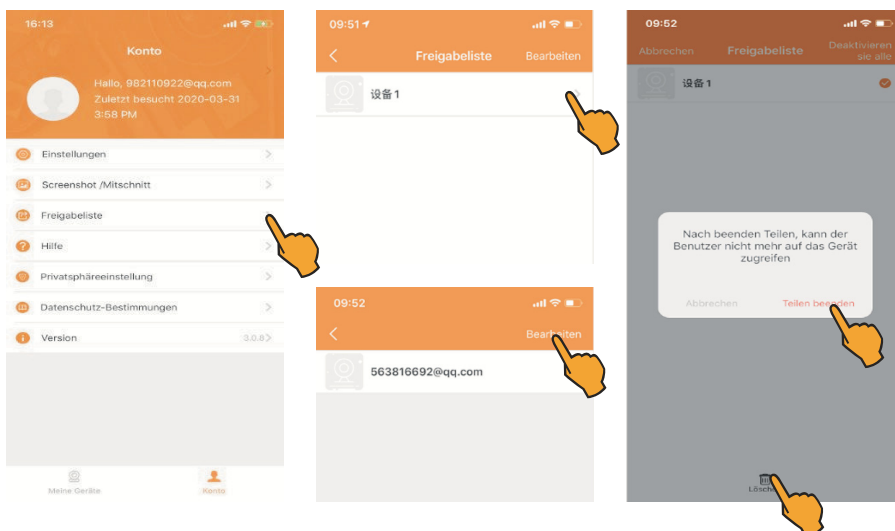 16:13
Konto
Hallo, 982110922@qq.com
Zuletzt besucht 2020-03-31
3:58 PM
Einstellungen
Screenshot /Mitschnitt
Freigabeliste
Hilfe
Privatsphäreeinstellung
Datenschutz-Bestimmungen
Version 3.0.8
Meine Geräte Konto
09:51
Freigabeliste Bearbeiten
设备 1
09:52
Bearbeiten
563816692@qq.com
09:52
Abbrechen Freigabeliste Deaktivieren
sie alle
设备 1
Nach beenden Teilen, kann der
Benutzer nicht mehr auf das Gerät
zugreifen
Abbrechen Teilen beenden